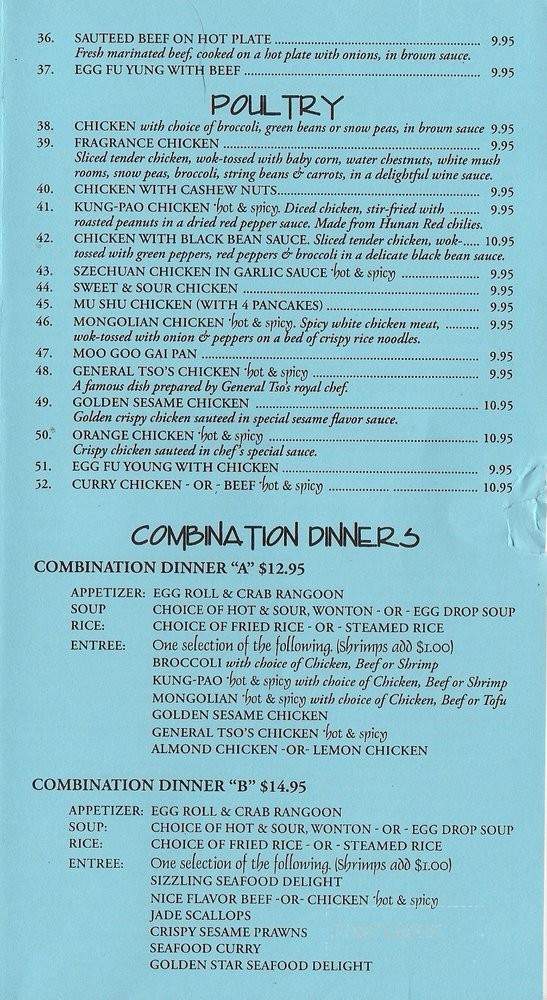 36. SAUTEED BEEF ON HOT PLATE ........ 9.95
Fresh marinated beef, cooked on a hot plate with onions, in brown sauce.
37. EGG FU YUNG WITH BEEF ........ 9.95
POULTRY
38. CHICKEN with choice of broccoli, green beans or snow peas, in brown sauce 9.95
39. FRAGRANCE CHICKEN ........ 9.95
Sliced tender chicken, wok-tossed with baby corn, water chestnuts, white mush
rooms, snow peas, broccoli, string beans & carrots, in a delightful wine sauce.
40. CHICKEN WITH CASHEW NUTS........ 9.95
41. KUNG-PAO CHICKEN *hot & spicy. Diced chicken, stir-fried with ........ 9.95
roasted peanuts in a dried red pepper sauce. Made from Hunan Red chilies.
42. CHICKEN WITH BLACK BEAN SAUCE. Sliced tender chicken, wok-..... 10.95
tossed with green peppers, red peppers & broccoli in a delicate black bean sauce.
43. SZECHUAN CHICKEN IN GARLIC SAUCE *hot & spicy ........ 9.95
44. SWEET & SOUR CHICKEN ........ 9.95
45. MU SHU CHICKEN (WITH 4 PANCAKES) ........ 9.95
46. MONGOLIAN CHICKEN *hot & spicy. Spicy white chicken meat, ........ 9.95
wok-tossed with onion & peppers on a bed of crispy rice noodles.
47. MOO GOO GAI PAN ........ 9.95
48. GENERAL TSO'S CHICKEN *hot & spicy ........ 9.95
A famous dish prepared by General Tso's royal chef.
49. GOLDEN SESAME CHICKEN ........ 10.95
Golden crispy chicken sauteed in special sesame flavor sauce.
50. ORANGE CHICKEN *hot & spicy ........ 10.95
Crispy chicken sauteed in chef's special sauce.
51. EGG FU YOUNG WITH CHICKEN ........ 9.95
52. CURRY CHICKEN - OR - BEEF *hot & spicy ........ 10.95
COMBINATION DINNERS
COMBINATION DINNER "A" $12.95
APPETIZER: EGG ROLL & CRAB RANGOON
SOUP CHOICE OF HOT & SOUR, WONTON - OR - EGG DROP SOUP
RICE: CHOICE OF FRIED RICE - OR - STEAMED RICE
ENTREE: One selection of the following. (Shrimps add $1.00)
BROCCOLI with choice of Chicken, Beef or Shrimp
KUNG-PAO *hot & spicy with choice of Chicken, Beef or Shrimp
MONGOLIAN *hot & spicy with choice of Chicken, Beef or Tofu
GOLDEN SESAME CHICKEN
GENERAL TSO'S CHICKEN *hot & spicy
ALMOND CHICKEN -OR- LEMON CHICKEN
COMBINATION DINNER "B" $14.95
APPETIZER: EGG ROLL & CRAB RANGOON
SOUP: CHOICE OF HOT & SOUR, WONTON - OR - EGG DROP SOUP
RICE: CHOICE OF FRIED RICE - OR - STEAMED RICE
ENTREE: One selection of the following. (Shrimps add $1.00)
SIZZLING SEAFOOD DELIGHT
NICE FLAVOR BEEF -OR- CHICKEN *hot & spicy
JADE SCALLOPS
CRISPY SESAME PRAWNS
SEAFOOD CURRY
GOLDEN STAR SEAFOOD DELIGHT